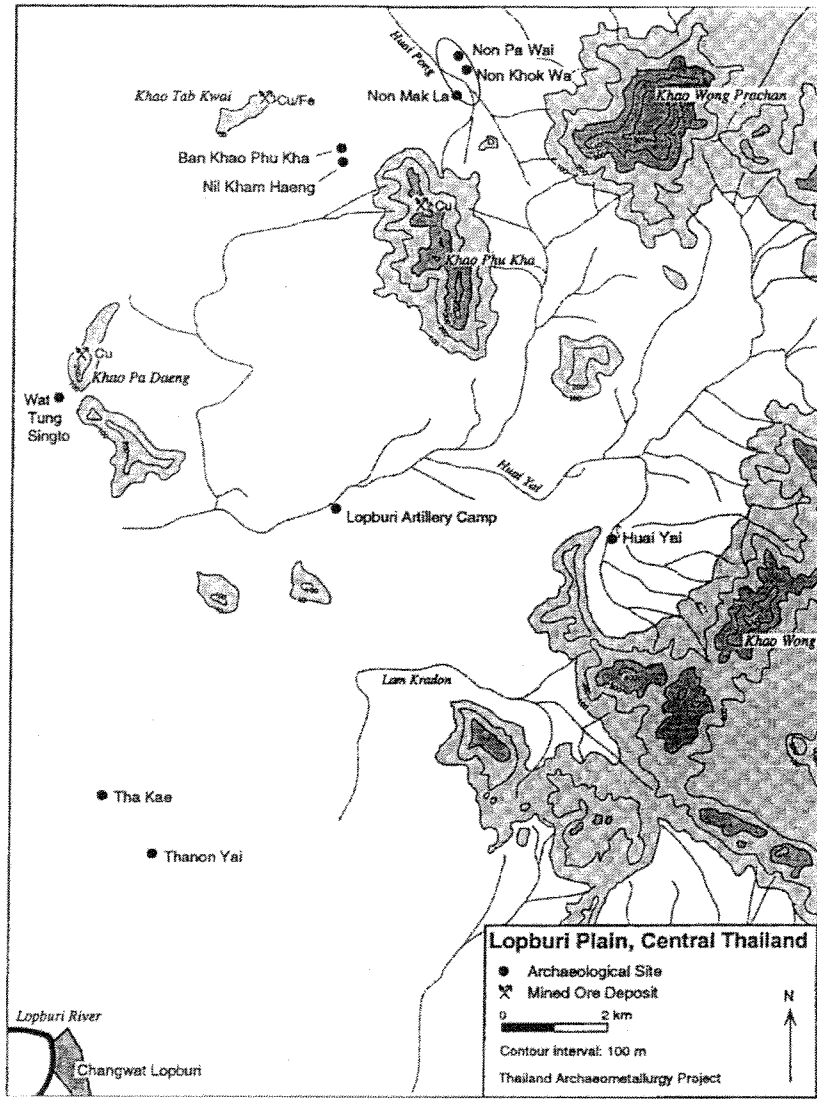 Huai Pong
Non Pa Wai
Non Khok Wa
Non Mak La
Khao Tab Kwai
Cu/Fe
Khao Wong Prachan
Ban Khao Phu Kha
Nil Kham Haeng
Cu
Khao Phu Kha
Cu
Khao Pa Daeng
Wat
Tung
Singto
Huai Yai
Lopburi Artillery Camp
Huai Yai
Khao Wong
Lam Kradon
Tha Kae
Thanon Yai
Lopburi River
Changwat Lopburi
Lopburi Plain, Central Thailand
Archaeological Site
Mined Ore Deposit
N
0 2 km
Contour interval: 100 m
Thailand Archaeometallurgy Project